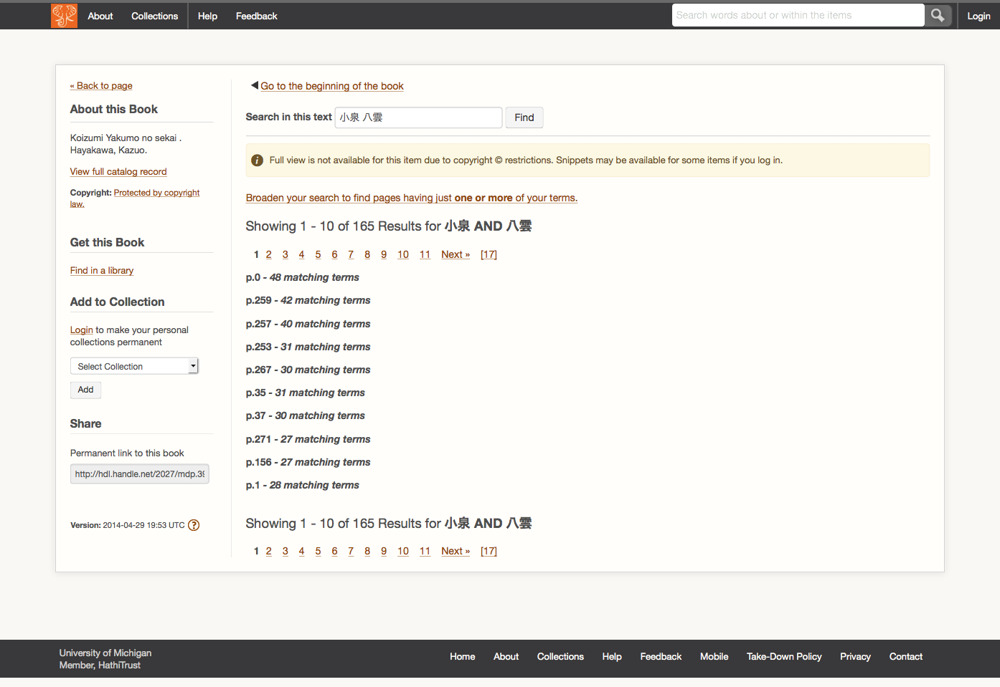 About Collections Help Feedback Search words about or within the items Login
« Back to page
About this Book
Koizumi Yakumo no sekai .
Hayakawa, Kazuo.
View full catalog record
Copyright: Protected by copyright
law.
Get this Book
Find in a library
Add to Collection
Login to make your personal
collections permanent
Select Collection
Add
Share
Permanent link to this book
http://hdl.handle.net/2027/mdp.39
Version: 2014-04-29 19:53 UTC ?
Go to the beginning of the book
Search in this text 小泉 八雲 Find
Full view is not available for this item due to copyright © restrictions. Snippets may be available for some items if you log in.
Broaden your search to find pages having just one or more of your terms.
Showing 1 - 10 of 165 Results for 小泉 AND 八雲
1 2 3 4 5 6 7 8 9 10 11 Next » [17]
p.0 - 48 matching terms
p.259 - 42 matching terms
p.257 - 40 matching terms
p.253 - 31 matching terms
p.267 - 30 matching terms
p.35 - 31 matching terms
p.37 - 30 matching terms
p.271 - 27 matching terms
p.156 - 27 matching terms
p.1 - 28 matching terms
Showing 1 - 10 of 165 Results for 小泉 AND 八雲
1 2 3 4 5 6 7 8 9 10 11 Next » [17]
University of Michigan
Member, HathiTrust
Home About Collections Help Feedback Mobile Take-Down Policy Privacy Contact